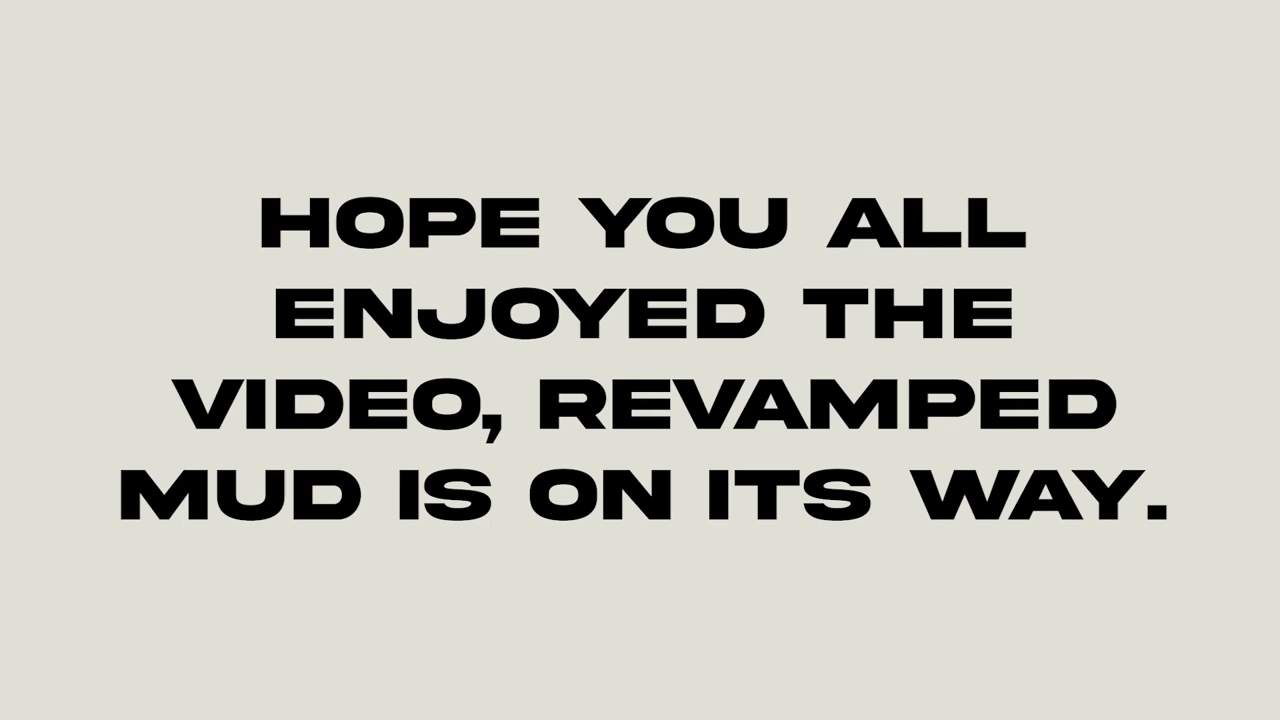 HOPE YOU ALL
ENJOYED THE
VIDEO, REVAMPED
MUD IS ON ITS WAY.